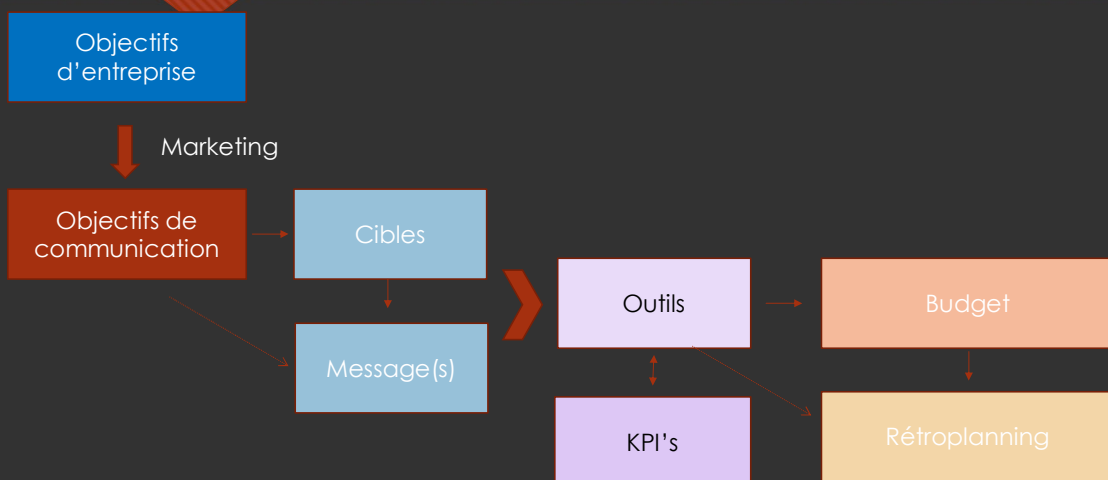 Objectifs
d’entreprise
Marketing
Objectifs de
communication
Cibles
Message(s)
Outils
Budget
KPI’s
Rétroplanning